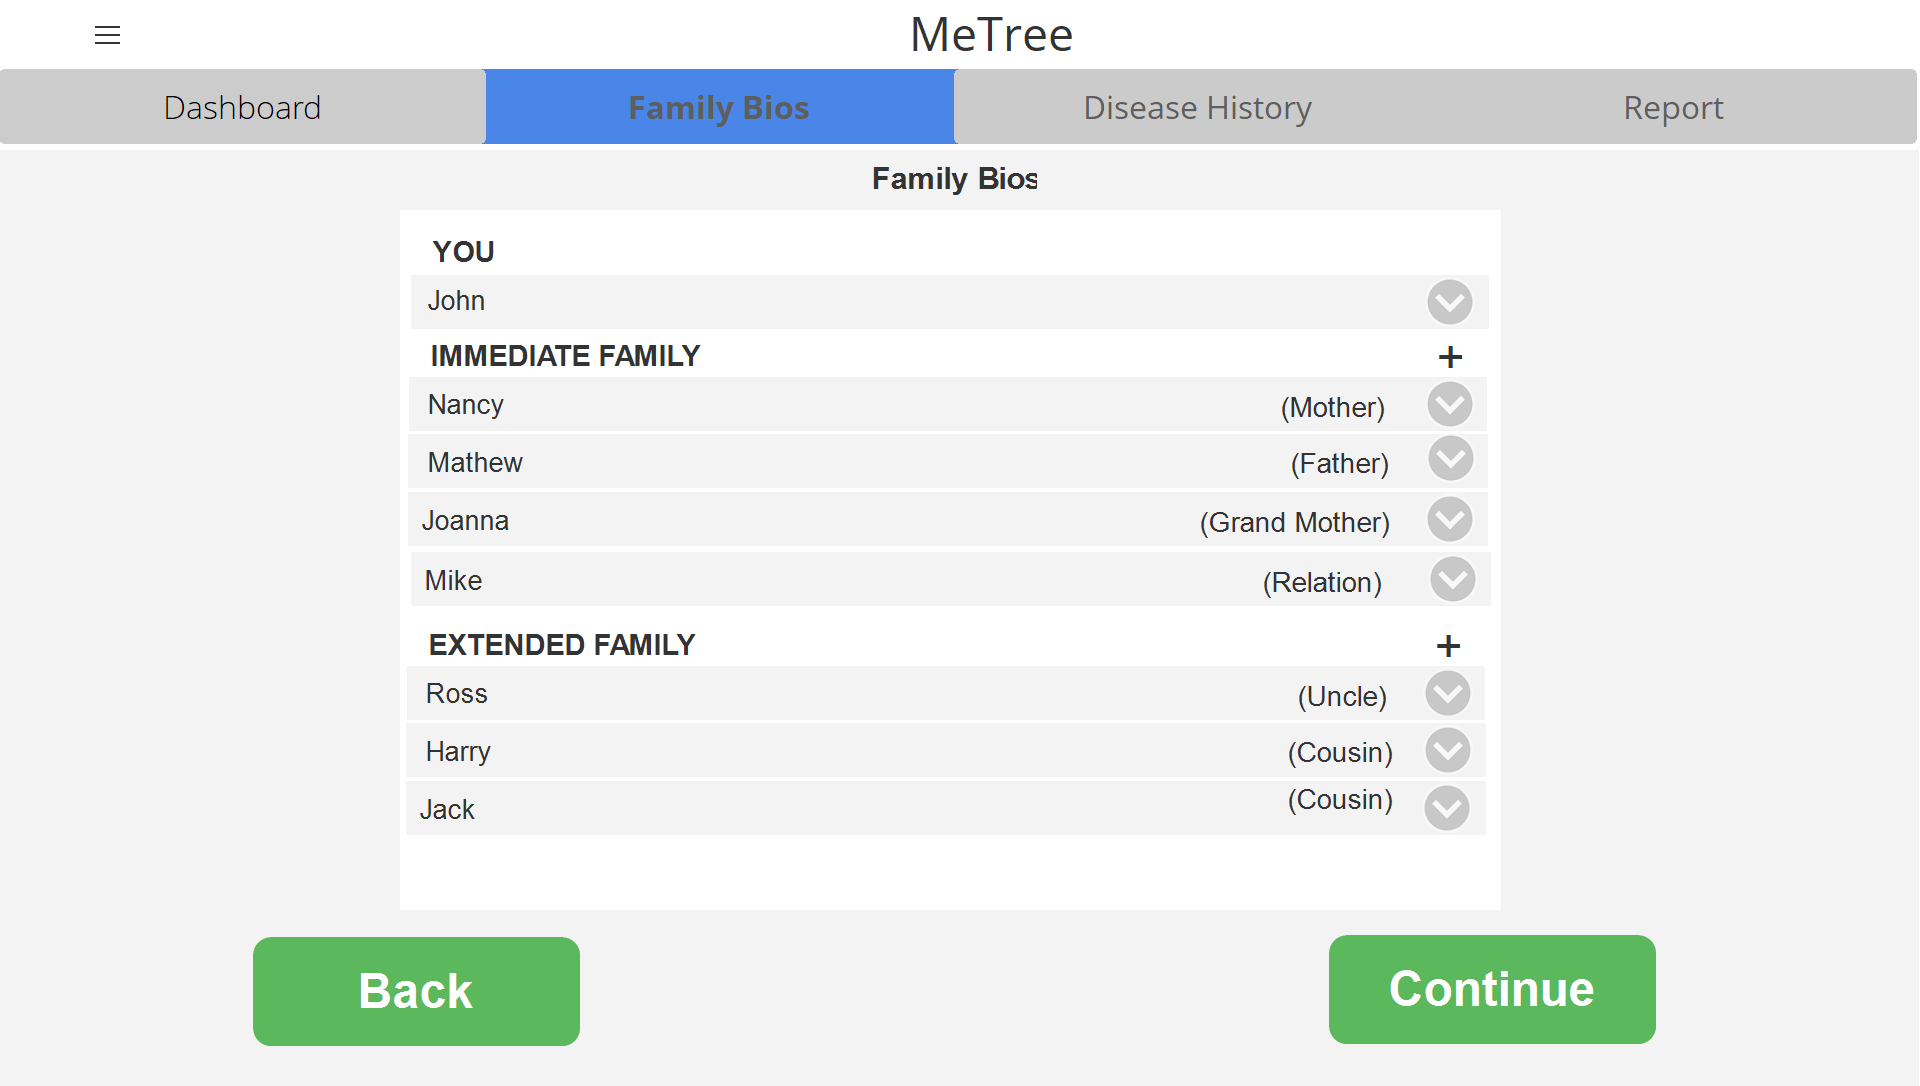 MeTree
Dashboard Family Bios Disease History Report
Family Bios
YOU
John
IMMEDIATE FAMILY +
Nancy (Mother)
Mathew (Father)
Joanna (Grand Mother)
Mike (Relation)
EXTENDED FAMILY +
Ross (Uncle)
Harry (Cousin)
Jack (Cousin)
Back Continue